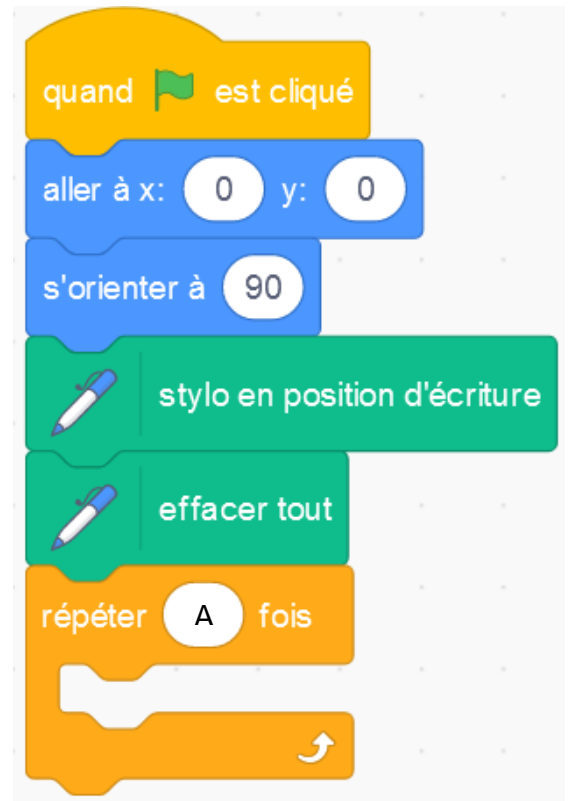 quand est cliqué
aller à x: 0 y: 0
s'orienter à 90
stylo en position d'écriture
effacer tout
répéter A fois